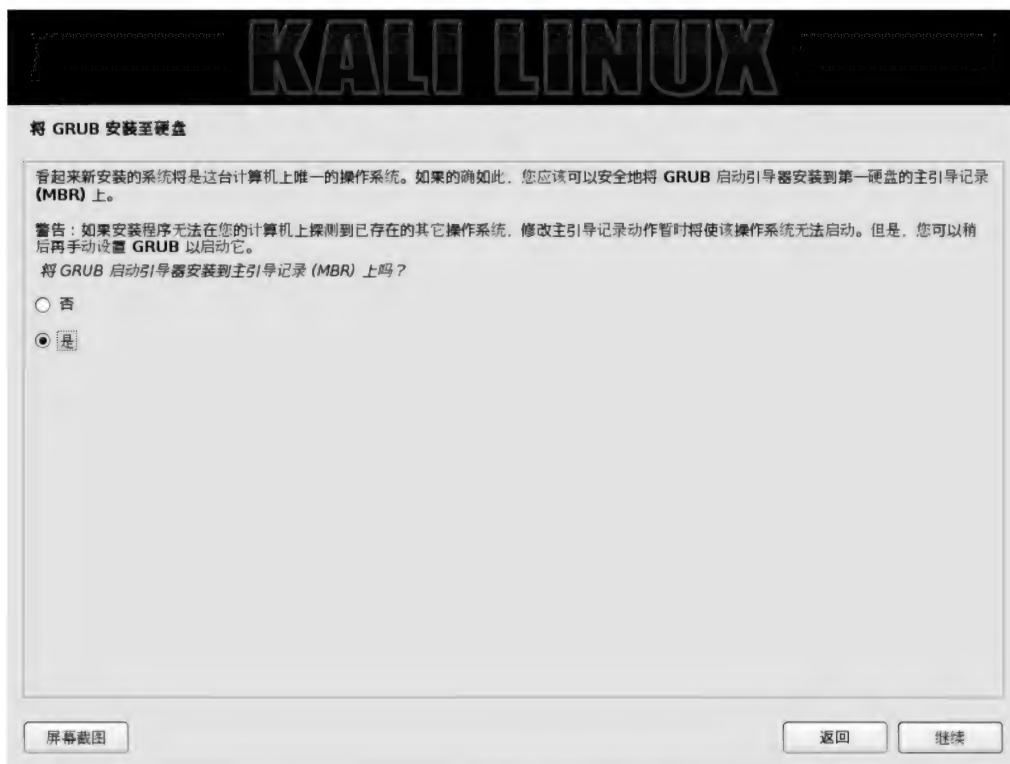 KALI LINUX
将 GRUB 安装至硬盘
看起来新安装的系统将是这台计算机上唯一的操作系统。如果的确如此，您应该可以安全地将 GRUB 启动引导器安装到第一硬盘的主引导记录
(MBR) 上。
警告：如果安装程序无法在您的计算机上探测到已存在的其它操作系统，修改主引导记录动作暂时将使该操作系统无法启动。但是，您可以稍
后再手动设置 GRUB 以启动它。
将 GRUB 启动引导器安装到主引导记录 (MBR) 上吗？
否
是
屏幕截图
返回
继续